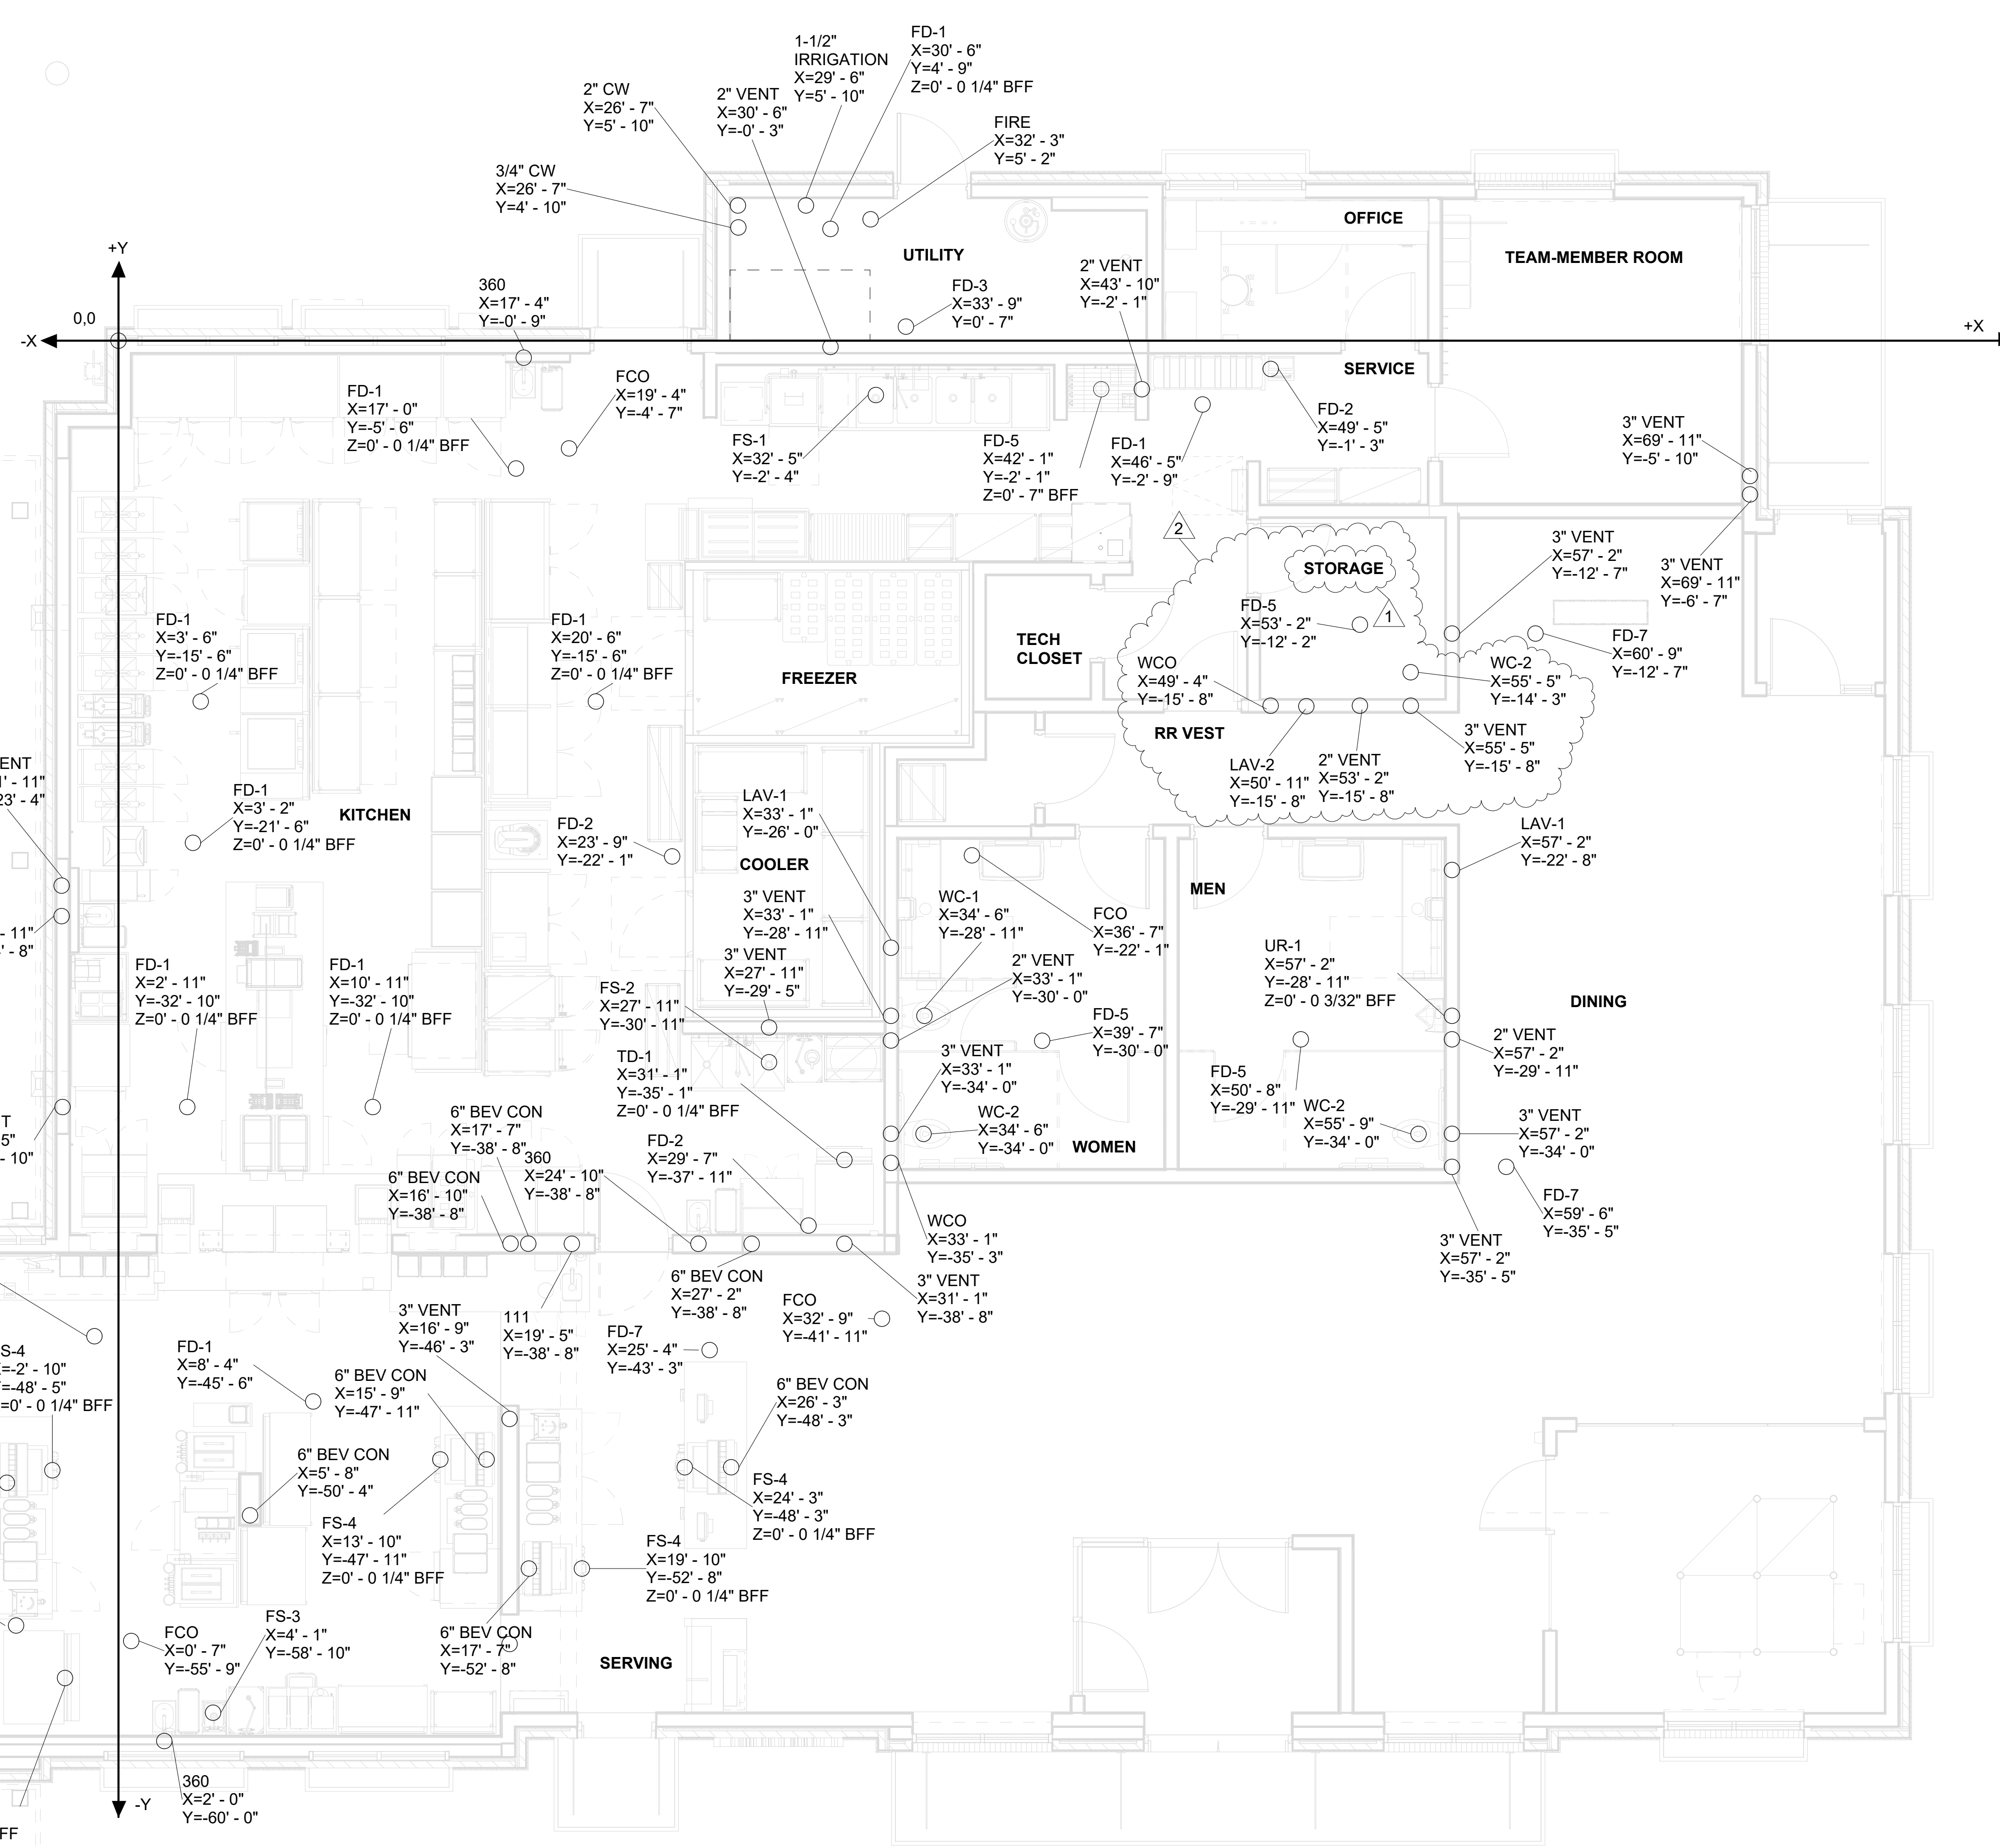 FD-1
X=30' - 6"
Y=4' - 9"
Z=0' - 0 1/4" BFF
1-1/2"
IRRIGATION
X=29' - 6"
Y=5' - 10"
2" CW
X=26' - 7"
Y=5' - 10"
2" VENT
X=30' - 6"
Y=-0' - 3"
FIRE
X=32' - 3"
Y=5' - 2"
3/4" CW
X=26' - 7"
Y=4' - 10"
OFFICE
UTILITY
TEAM-MEMBER ROOM
+Y
2" VENT
X=43' - 10"
Y=-2' - 1"
360
X=17' - 4"
Y=-0' - 9"
FD-3
X=33' - 9"
Y=0' - 7"
0,0
-X
+X
SERVICE
FCO
X=19' - 4"
Y=-4' - 7"
FD-1
X=17' - 0"
Y=-5' - 6"
Z=0' - 0 1/4" BFF
FS-1
X=32' - 5"
Y=-2' - 4"
FD-5
X=42' - 1"
Y=-2' - 1"
Z=0' - 7" BFF
FD-1
X=46' - 5"
Y=-2' - 9"
FD-2
X=49' - 5"
Y=-1' - 3"
3" VENT
X=69' - 11"
Y=-5' - 10"
2
3" VENT
X=57' - 2"
Y=-12' - 7"
3" VENT
X=69' - 11"
Y=-6' - 7"
STORAGE
1
FD-5
X=53' - 2"
Y=-12' - 2"
FD-1
X=3' - 6"
Y=-15' - 6"
Z=0' - 0 1/4" BFF
FD-1
X=20' - 6"
Y=-15' - 6"
Z=0' - 0 1/4" BFF
TECH
CLOSET
FREEZER
FD-7
X=60' - 9"
Y=-12' - 7"
WCO
X=49' - 4"
Y=-15' - 8"
WC-2
X=55' - 5"
Y=-14' - 3"
RR VEST
3" VENT
X=55' - 5"
Y=-15' - 8"
LAV-2
X=50' - 11"
Y=-15' - 8"
2" VENT
X=53' - 2"
Y=-15' - 8"
ENT
' - 11"
23' - 4"
FD-1
X=3' - 2"
Y=-21' - 6"
Z=0' - 0 1/4" BFF
KITCHEN
LAV-1
X=33' - 1"
Y=-26' - 0"
FD-2
X=23' - 9"
Y=-22' - 1"
COOLER
LAV-1
X=57' - 2"
Y=-22' - 8"
MEN
3" VENT
X=33' - 1"
Y=-28' - 11"
WC-1
X=34' - 6"
Y=-28' - 11"
FCO
X=36' - 7"
Y=-22' - 1"
- 11"
' - 8"
FD-1
X=2' - 11"
Y=-32' - 10"
Z=0' - 0 1/4" BFF
FD-1
X=10' - 11"
Y=-32' - 10"
Z=0' - 0 1/4" BFF
3" VENT
X=27' - 11"
Y=-29' - 5"
2" VENT
X=33' - 1"
Y=-30' - 0"
UR-1
X=57' - 2"
Y=-28' - 11"
Z=0' - 0 3/32" BFF
DINING
FS-2
X=27' - 11"
Y=-30' - 11"
FD-5
X=39' - 7"
Y=-30' - 0"
2" VENT
X=57' - 2"
Y=-29' - 11"
TD-1
X=31' - 1"
Y=-35' - 1"
Z=0' - 0 1/4" BFF
3" VENT
X=33' - 1"
Y=-34' - 0"
FD-5
X=50' - 8"
Y=-29' - 11"
WC-2
X=55' - 9"
Y=-34' - 0"
T
5"
- 10"
6" BEV CON
X=17' - 7"
Y=-38' - 8"
WC-2
X=34' - 6"
Y=-34' - 0"
WOMEN
3" VENT
X=57' - 2"
Y=-34' - 0"
FD-2
X=29' - 7"
Y=-37' - 11"
360
X=24' - 10"
Y=-38' - 8"
6" BEV CON
X=16' - 10"
Y=-38' - 8"
FD-7
X=59' - 6"
Y=-35' - 5"
WCO
X=33' - 1"
Y=-35' - 3"
3" VENT
X=57' - 2"
Y=-35' - 5"
6" BEV CON
X=27' - 2"
Y=-38' - 8"
3" VENT
X=31' - 1"
Y=-38' - 8"
FCO
X=32' - 9"
Y=-41' - 11"
3" VENT
X=16' - 9"
Y=-46' - 3"
111
X=19' - 5"
Y=-38' - 8"
FD-7
X=25' - 4"
Y=-43' - 3"
S-4
=-2' - 10"
=-48' - 5"
=0' - 0 1/4" BFF
FD-1
X=8' - 4"
Y=-45' - 6"
6" BEV CON
X=15' - 9"
Y=-47' - 11"
6" BEV CON
X=26' - 3"
Y=-48' - 3"
6" BEV CON
X=5' - 8"
Y=-50' - 4"
FS-4
X=24' - 3"
Y=-48' - 3"
Z=0' - 0 1/4" BFF
FS-4
X=13' - 10"
Y=-47' - 11"
Z=0' - 0 1/4" BFF
FS-4
X=19' - 10"
Y=-52' - 8"
Z=0' - 0 1/4" BFF
FCO
X=0' - 7"
Y=-55' - 9"
FS-3
X=4' - 1"
Y=-58' - 10"
6" BEV CON
X=17' - 7"
Y=-52' - 8"
SERVING
360
X=2' - 0"
Y=-60' - 0"
-Y
FF